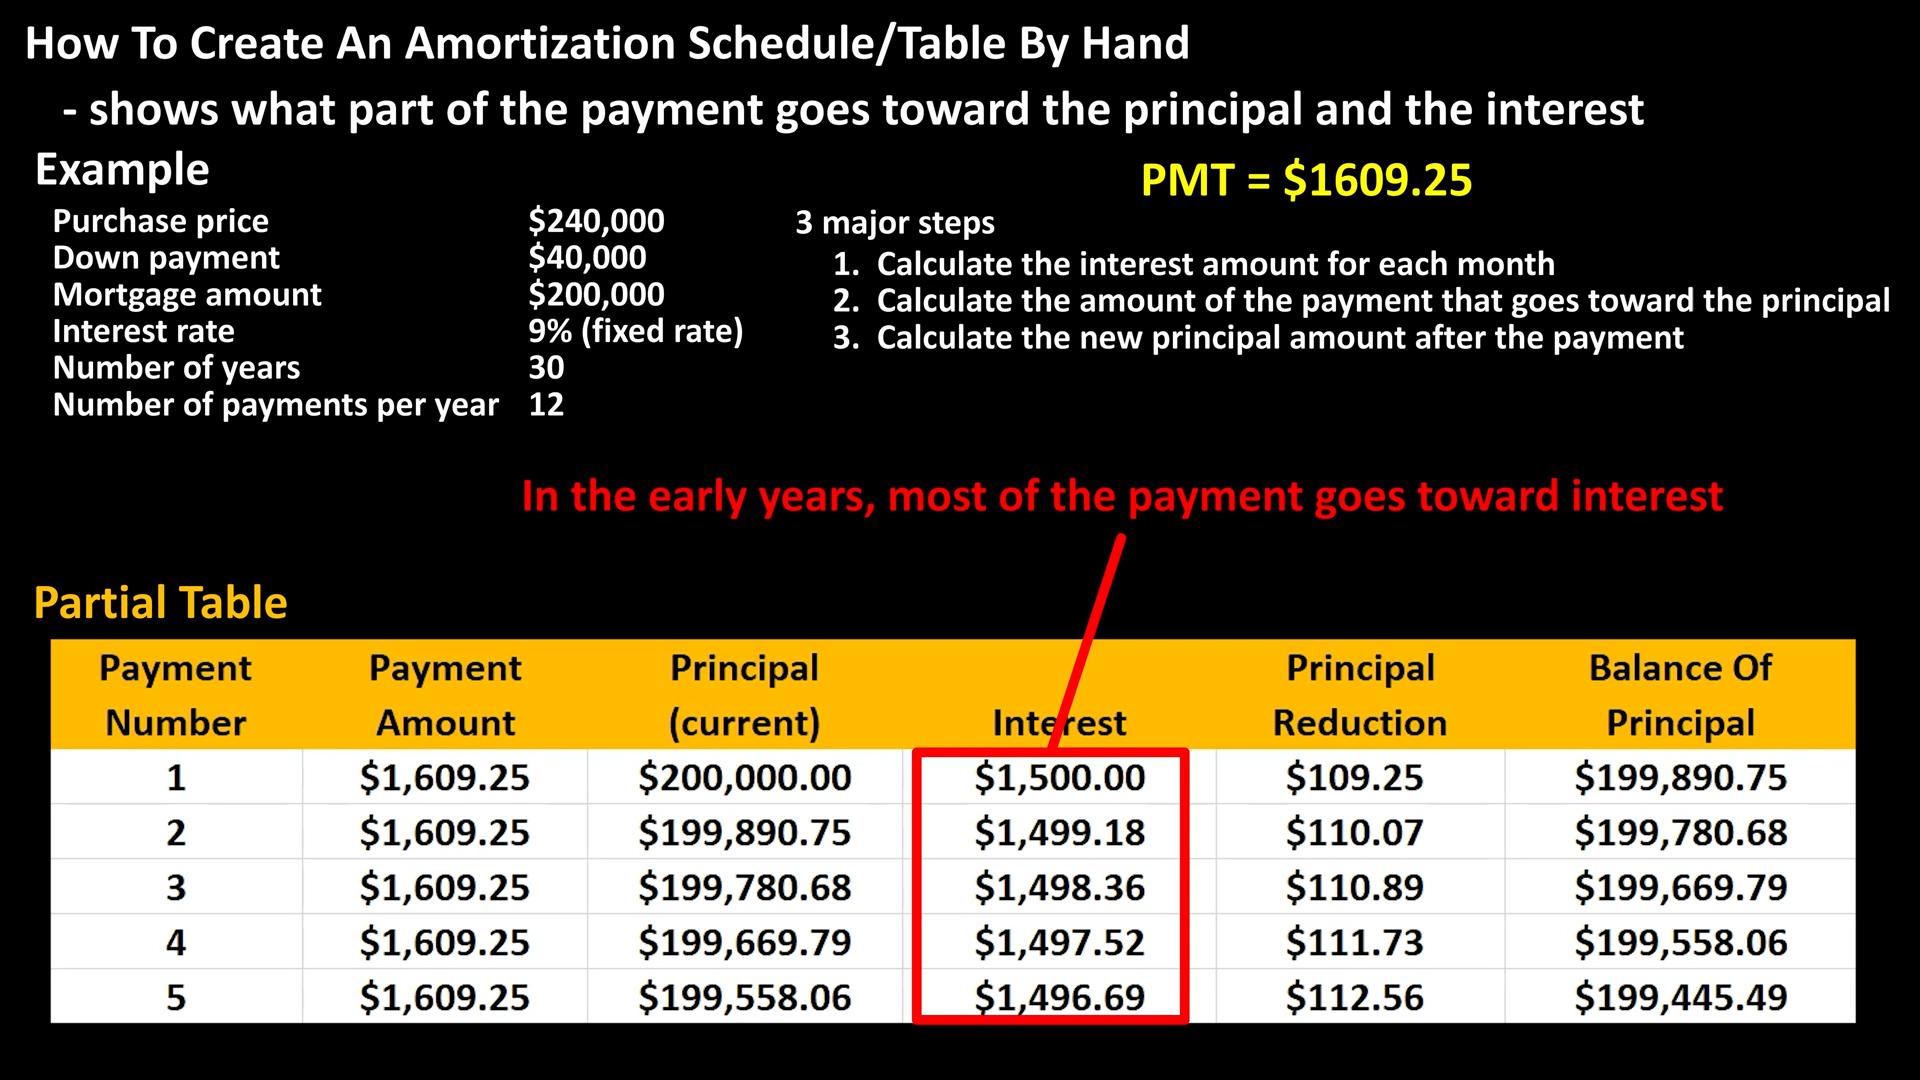 How To Create An Amortization Schedule/Table By Hand
- shows what part of the payment goes toward the principal and the interest
Example
PMT = $1609.25
Purchase price $240,000
Down payment $40,000
Mortgage amount $200,000
Interest rate 9% (fixed rate)
Number of years 30
Number of payments per year 12
3 major steps
1. Calculate the interest amount for each month
2. Calculate the amount of the payment that goes toward the principal
3. Calculate the new principal amount after the payment
In the early years, most of the payment goes toward interest
Partial Table
Payment Payment Principal Principal Balance Of
Number Amount (current) Interest Reduction Principal
1 $1,609.25 $200,000.00 $1,500.00 $109.25 $199,890.75
2 $1,609.25 $199,890.75 $1,499.18 $110.07 $199,780.68
3 $1,609.25 $199,780.68 $1,498.36 $110.89 $199,669.79
4 $1,609.25 $199,669.79 $1,497.52 $111.73 $199,558.06
5 $1,609.25 $199,558.06 $1,496.69 $112.56 $199,445.49